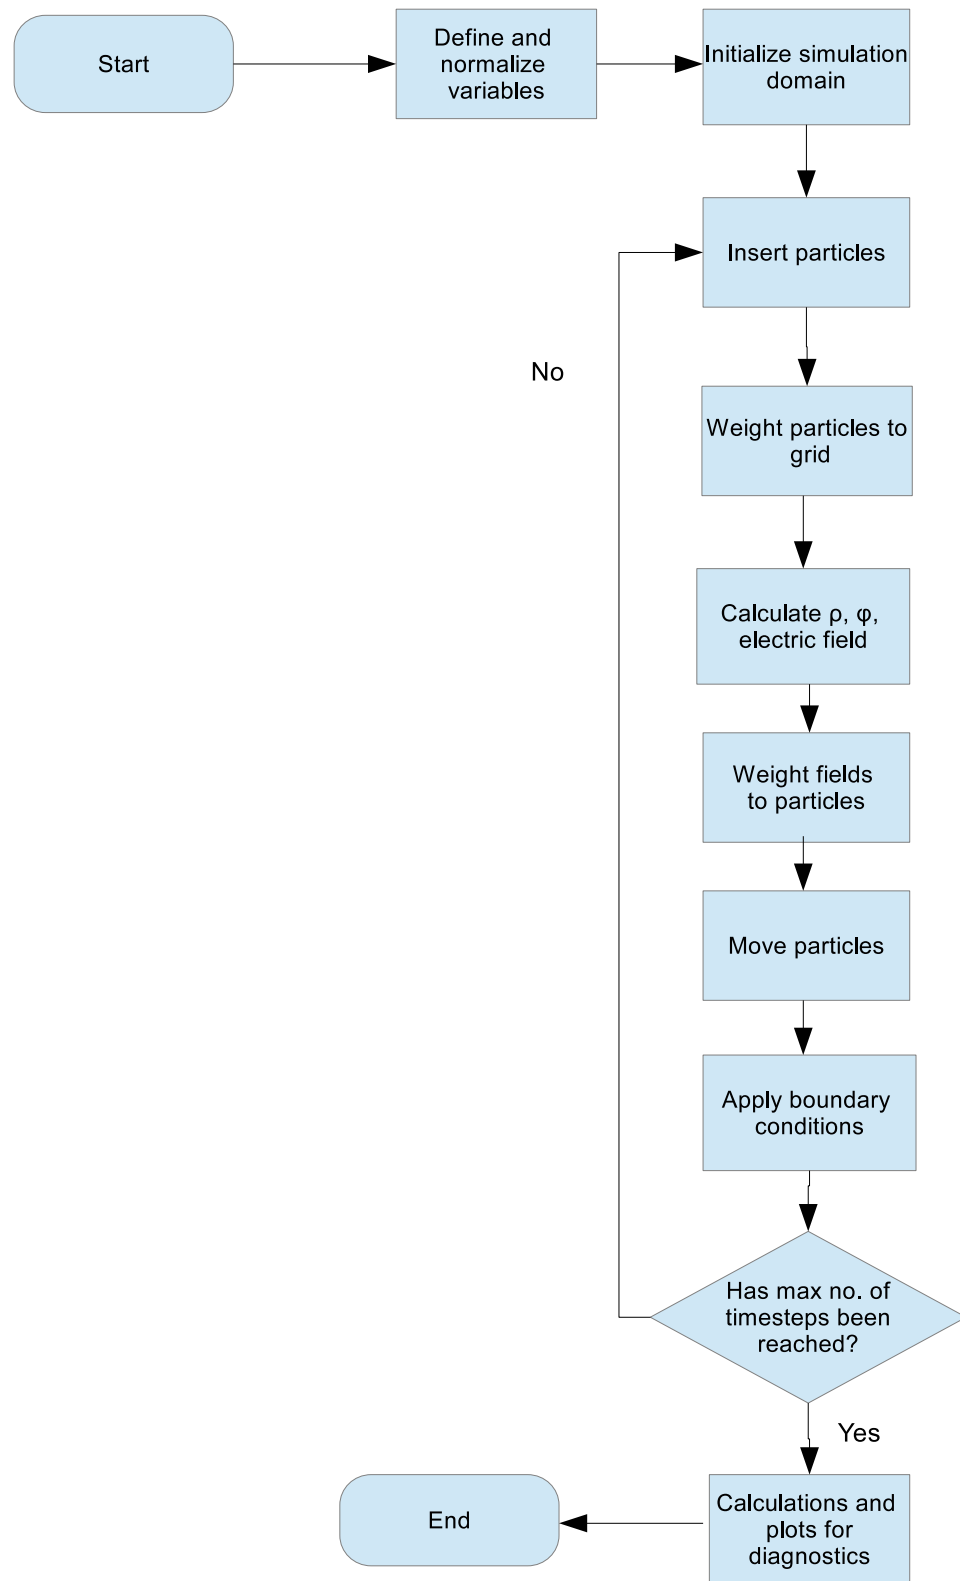 Start
Define and
normalize
variables
Initialize simulation
domain
Insert particles
No
Weight particles to
grid
Calculate ρ, φ,
electric field
Weight fields
to particles
Move particles
Apply boundary
conditions
Has max no. of
timesteps been
reached?
Yes
Calculations and
plots for
diagnostics
End